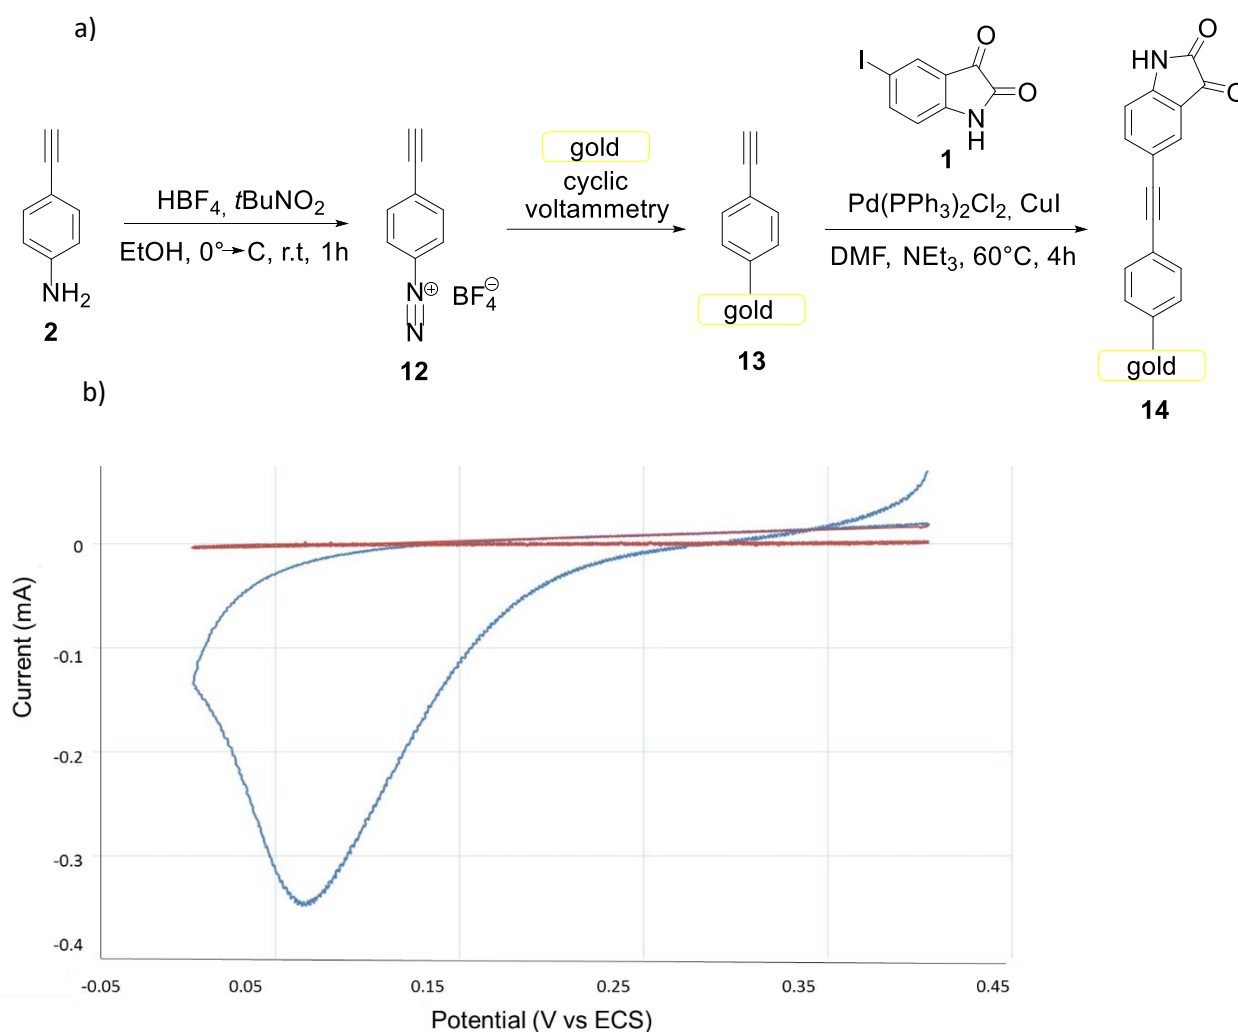 a)
HBF4, tBuNO2
EtOH, 0°→C, r.t, 1h
NH2
2
N⊕ BF4⊖
N
12
gold
cyclic
voltammetry
gold
13
I
O
O
N
H
1
Pd(PPh3)2Cl2, CuI
DMF, NEt3, 60°C, 4h
O
HN
O
gold
14
b)
Current (mA)
0
-0.1
-0.2
-0.3
-0.4
-0.05 0.05 0.15 0.25 0.35 0.45
Potential (V vs ECS)